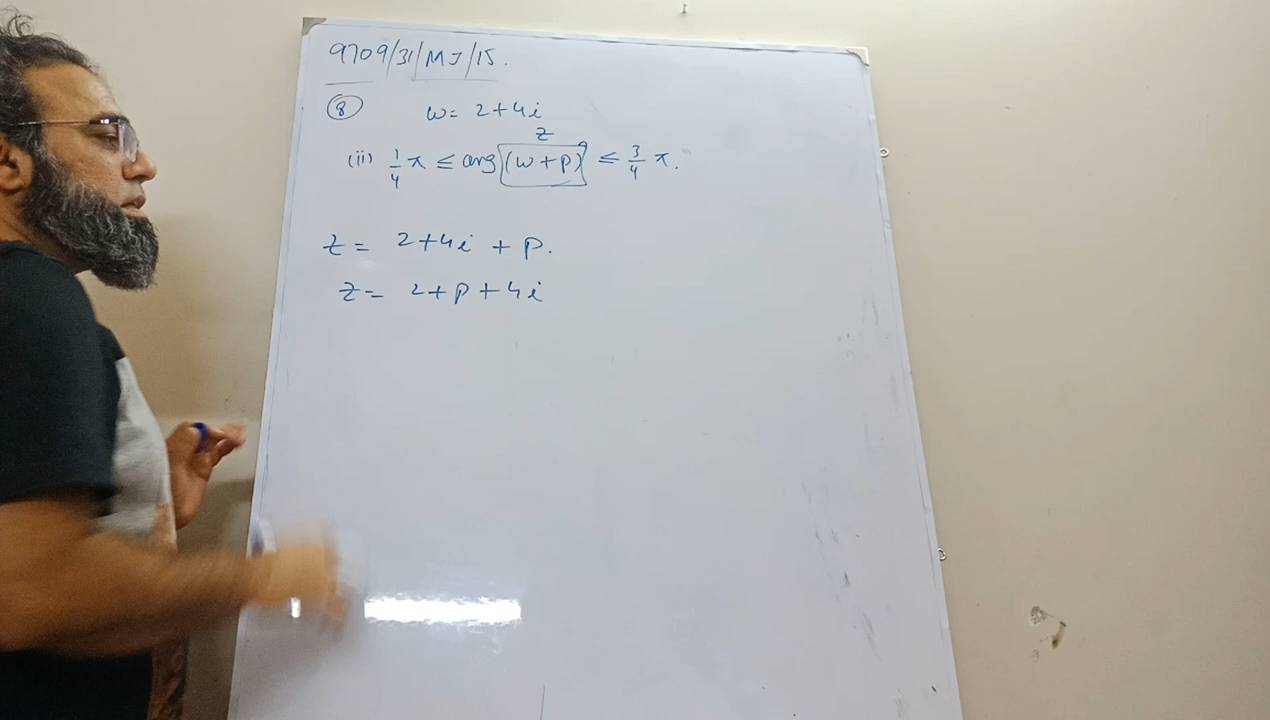 9709/31/MJ/15.
(8) w = 2+4i
z
(ii) 1/4 π ≤ arg (w+p) ≤ 3/4 π.
z = 2+4i + p.
z = 2+p+4i